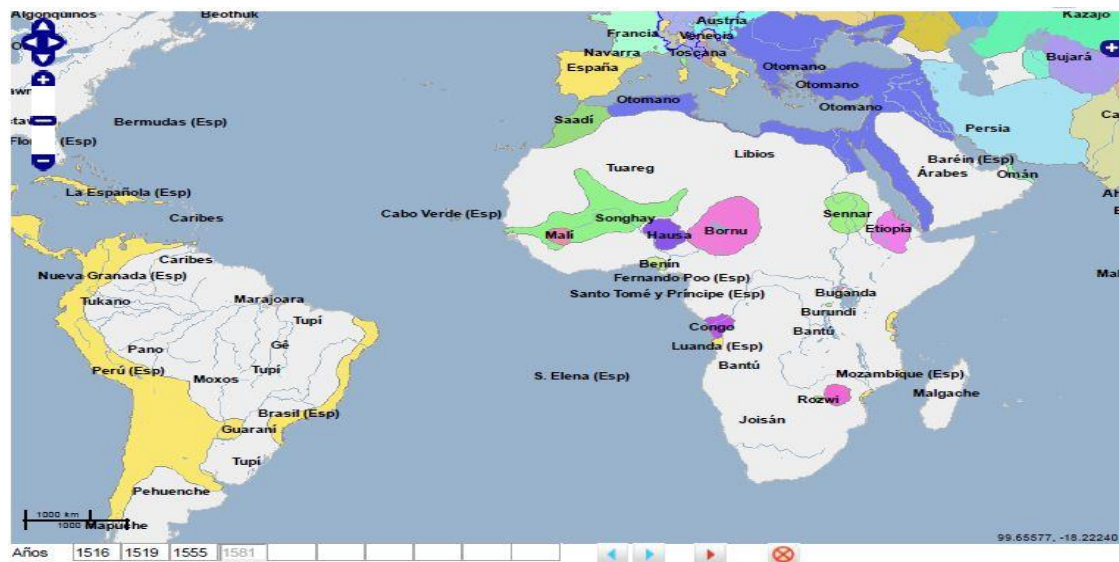 Algonquinos
Beothuk
Austria
Kazajo
Francia
Venecis
Navarra
Toscana
España
Otomano
Bujará
Otomano
Otomano
Otomano
Saadí
Bermudas (Esp)
Persia
Tuareg
Libios
Baréin (Esp)
Árabes
Omán
La Española (Esp)
Caribes
Cabo Verde (Esp)
Songhay
Malí
Hausa
Bornu
Sennar
Etiopía
Caribes
Benín
Nueva Granada (Esp)
Fernando Poo (Esp)
Tukano
Santo Tomé y Príncipe (Esp)
Buganda
Marajoara
Tupí
Burundi
Congo
Bantú
Gê
Luanda (Esp)
Pano
Perú (Esp)
Tupí
Bantú
Moxos
S. Elena (Esp)
Mozambique (Esp)
Malgache
Rozwi
Brasil (Esp)
Guaraní
Joisán
Tupí
Pehuenche
1000 km
1000
Mapuche
99.65577, -18.22240
Años 1516 1519 1555 1581